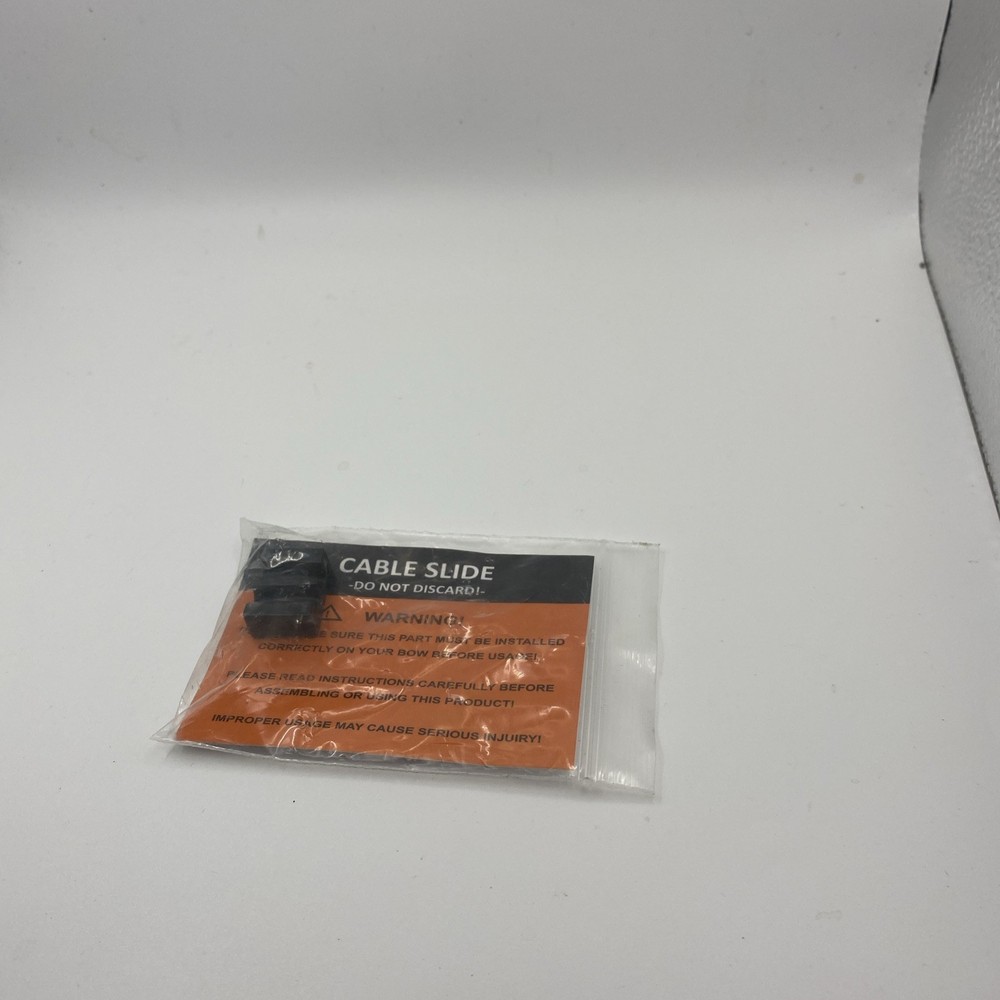 CABLE SLIDE
-DO NOT DISCARD!-
WARNING!
SURE THIS PART MUST BE INSTALLED
CORRECTLY ON YOUR BOW BEFORE USAGE!
PLEASE READ INSTRUCTIONS CAREFULLY BEFORE
ASSEMBLING OR USING THIS PRODUCT!
IMPROPER USAGE MAY CAUSE SERIOUS INJUIRY!